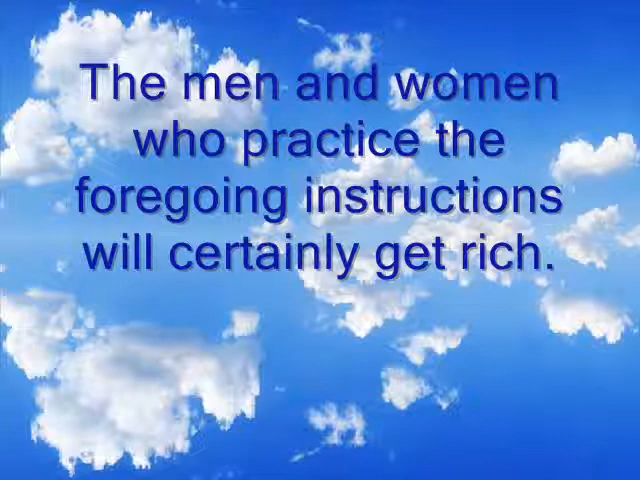 The men and women
who practice the
foregoing instructions
will certainly get rich.